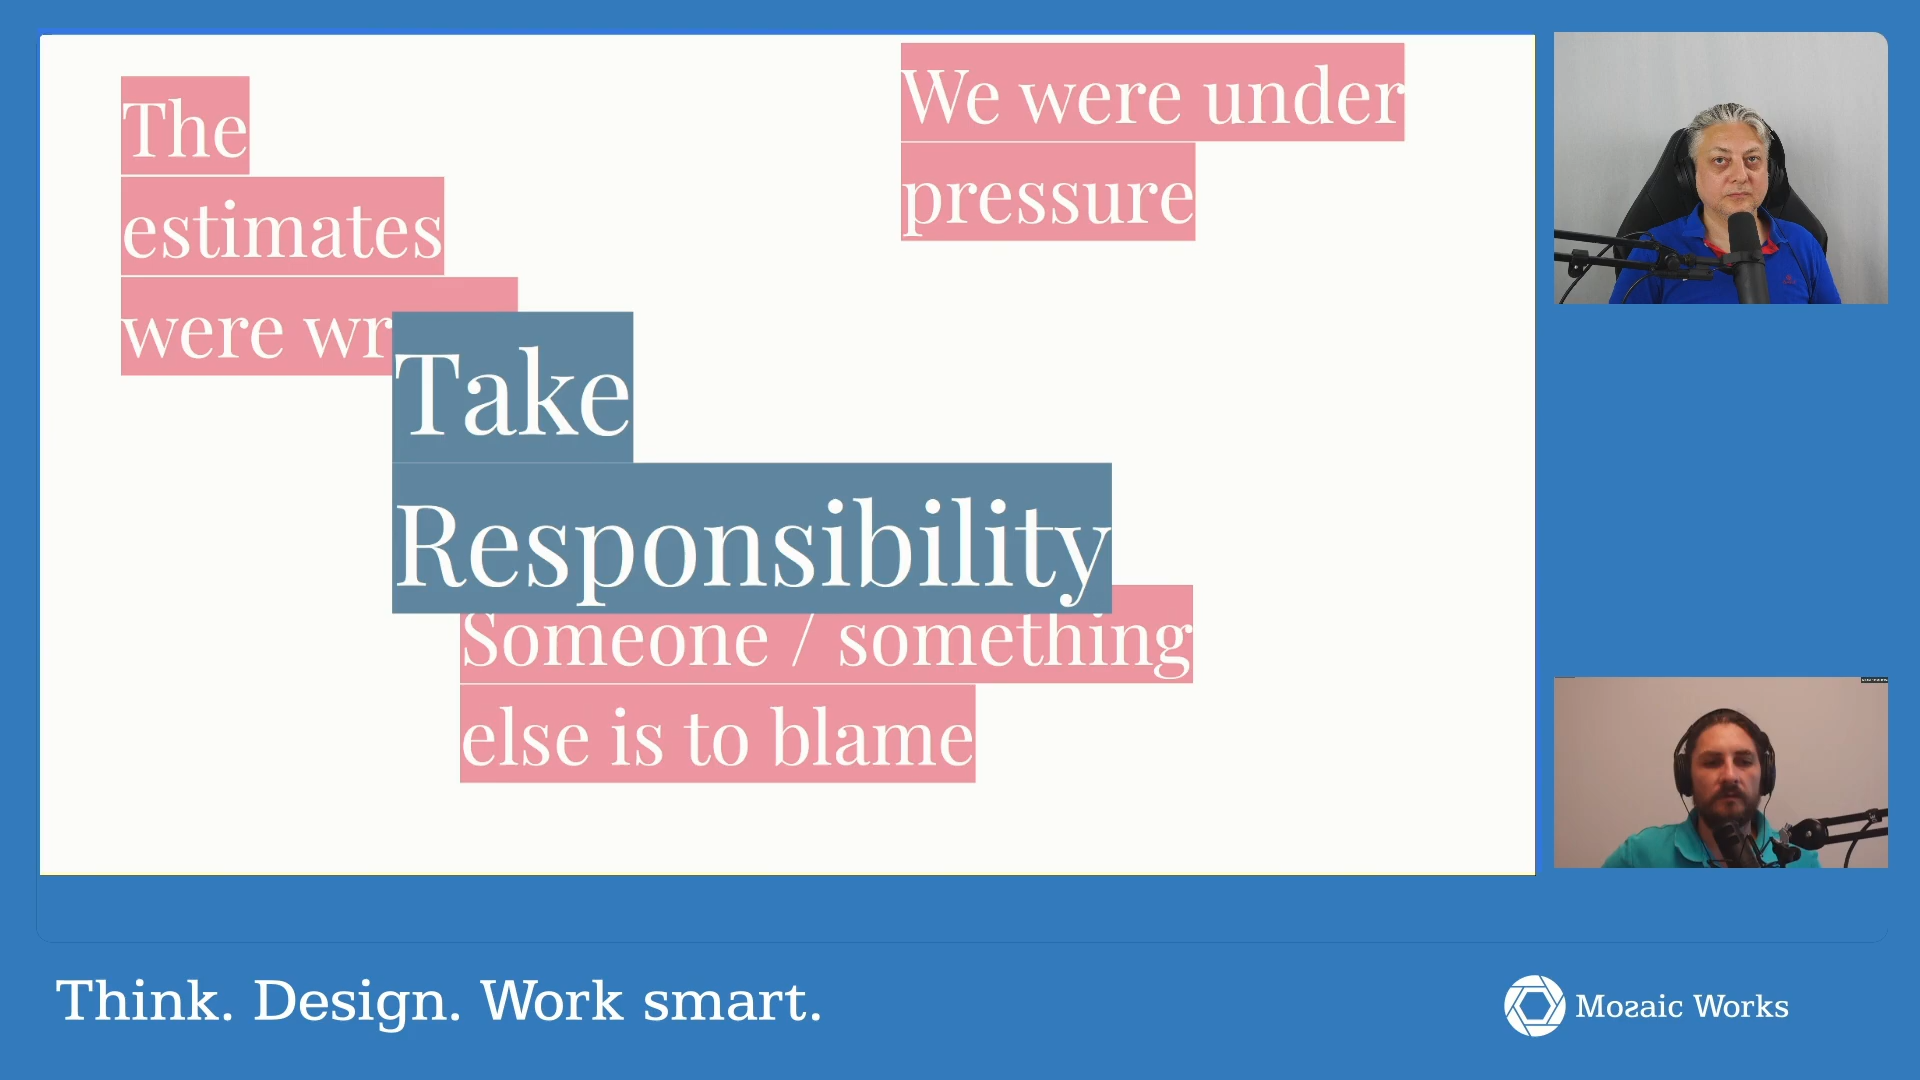 The
estimates
were wr
We were under
pressure
Take
Responsibility
Someone / something
else is to blame
Think. Design. Work smart.
Mozaic Works